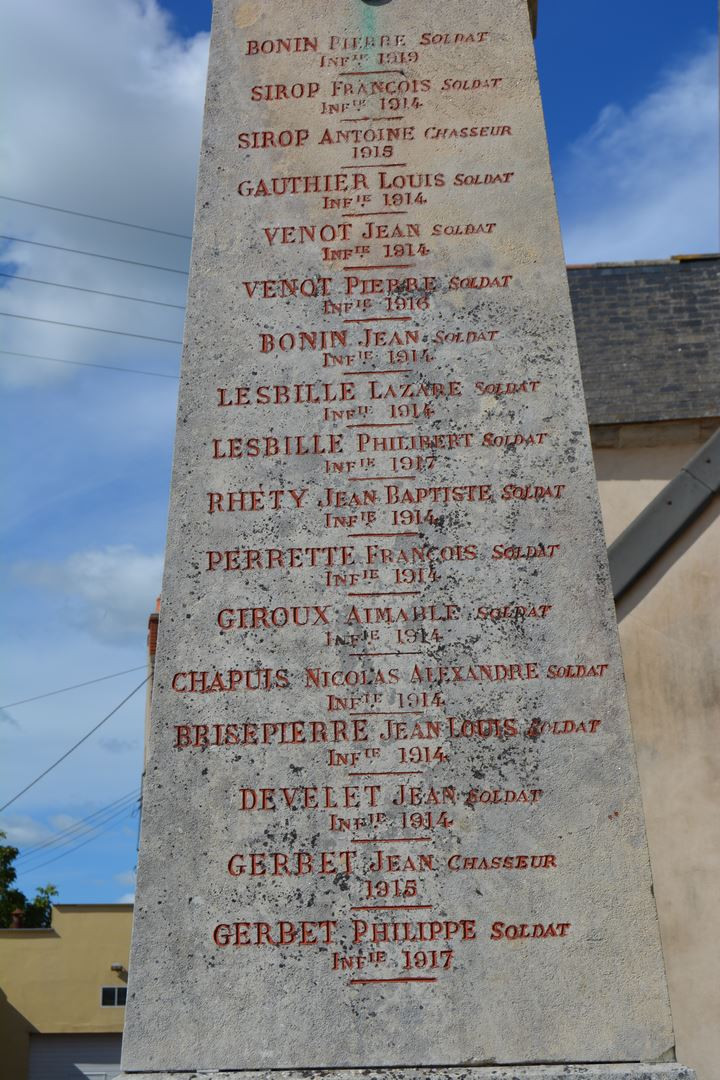 BONIN PIERRE SOLDAT
INFIE 1919
SIROP FRANÇOIS SOLDAT
INFIE 1914
SIROP ANTOINE CHASSEUR
1915
GAUTHIER LOUIS SOLDAT
INFIE 1914
VENOT JEAN SOLDAT
INFIE 1914
VENOT PIERRE SOLDAT
INFIE 1916
BONIN JEAN SOLDAT
INFIE 1914
LESBILLE LAZARE SOLDAT
INFIE 1914
LESBILLE PHILIBERT SOLDAT
INFIE 1917
RHÉTY JEAN BAPTISTE SOLDAT
INFIE 1914
PERRETTE FRANÇOIS SOLDAT
INFIE 1914
GIROUX AIMABLE SOLDAT
INFIE 1914
CHAPUIS NICOLAS ALEXANDRE SOLDAT
INFIE 1914
BRISEPIERRE JEAN LOUIS SOLDAT
INFIE 1914
DEVELET JEAN SOLDAT
INFIE 1914
GERBET JEAN CHASSEUR
1915
GERBET PHILIPPE SOLDAT
INFIE 1917